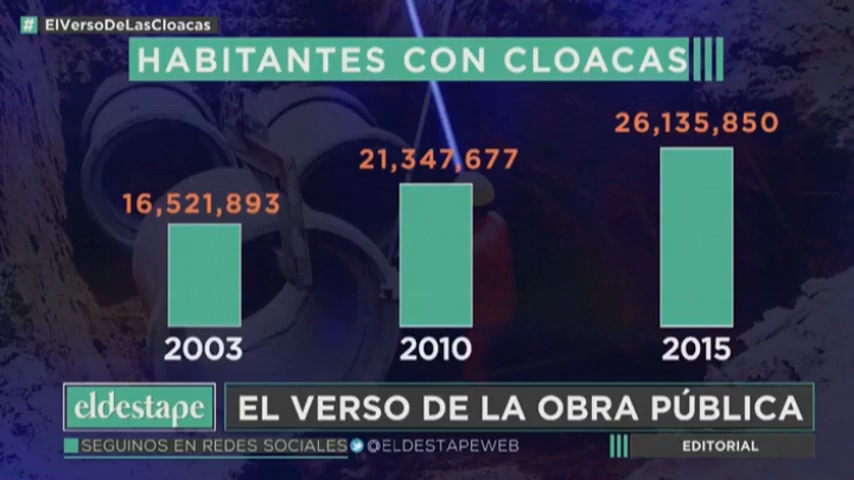 # ElVersoDeLasCloacas
HABITANTES CON CLOACAS
26,135,850
21,347,677
16,521,893
2003 2010 2015
eldestape EL VERSO DE LA OBRA PÚBLICA
SEGUINOS EN REDES SOCIALES @ELDESTAPEWEB EDITORIAL